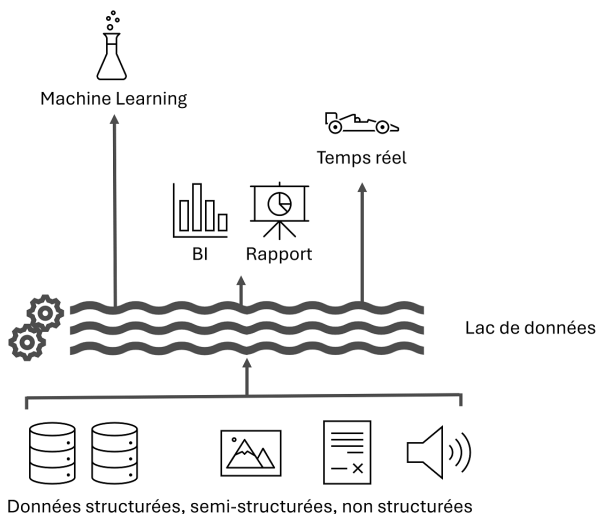 Machine Learning
Temps réel
BI
Rapport
Lac de données
Données structurées, semi-structurées, non structurées